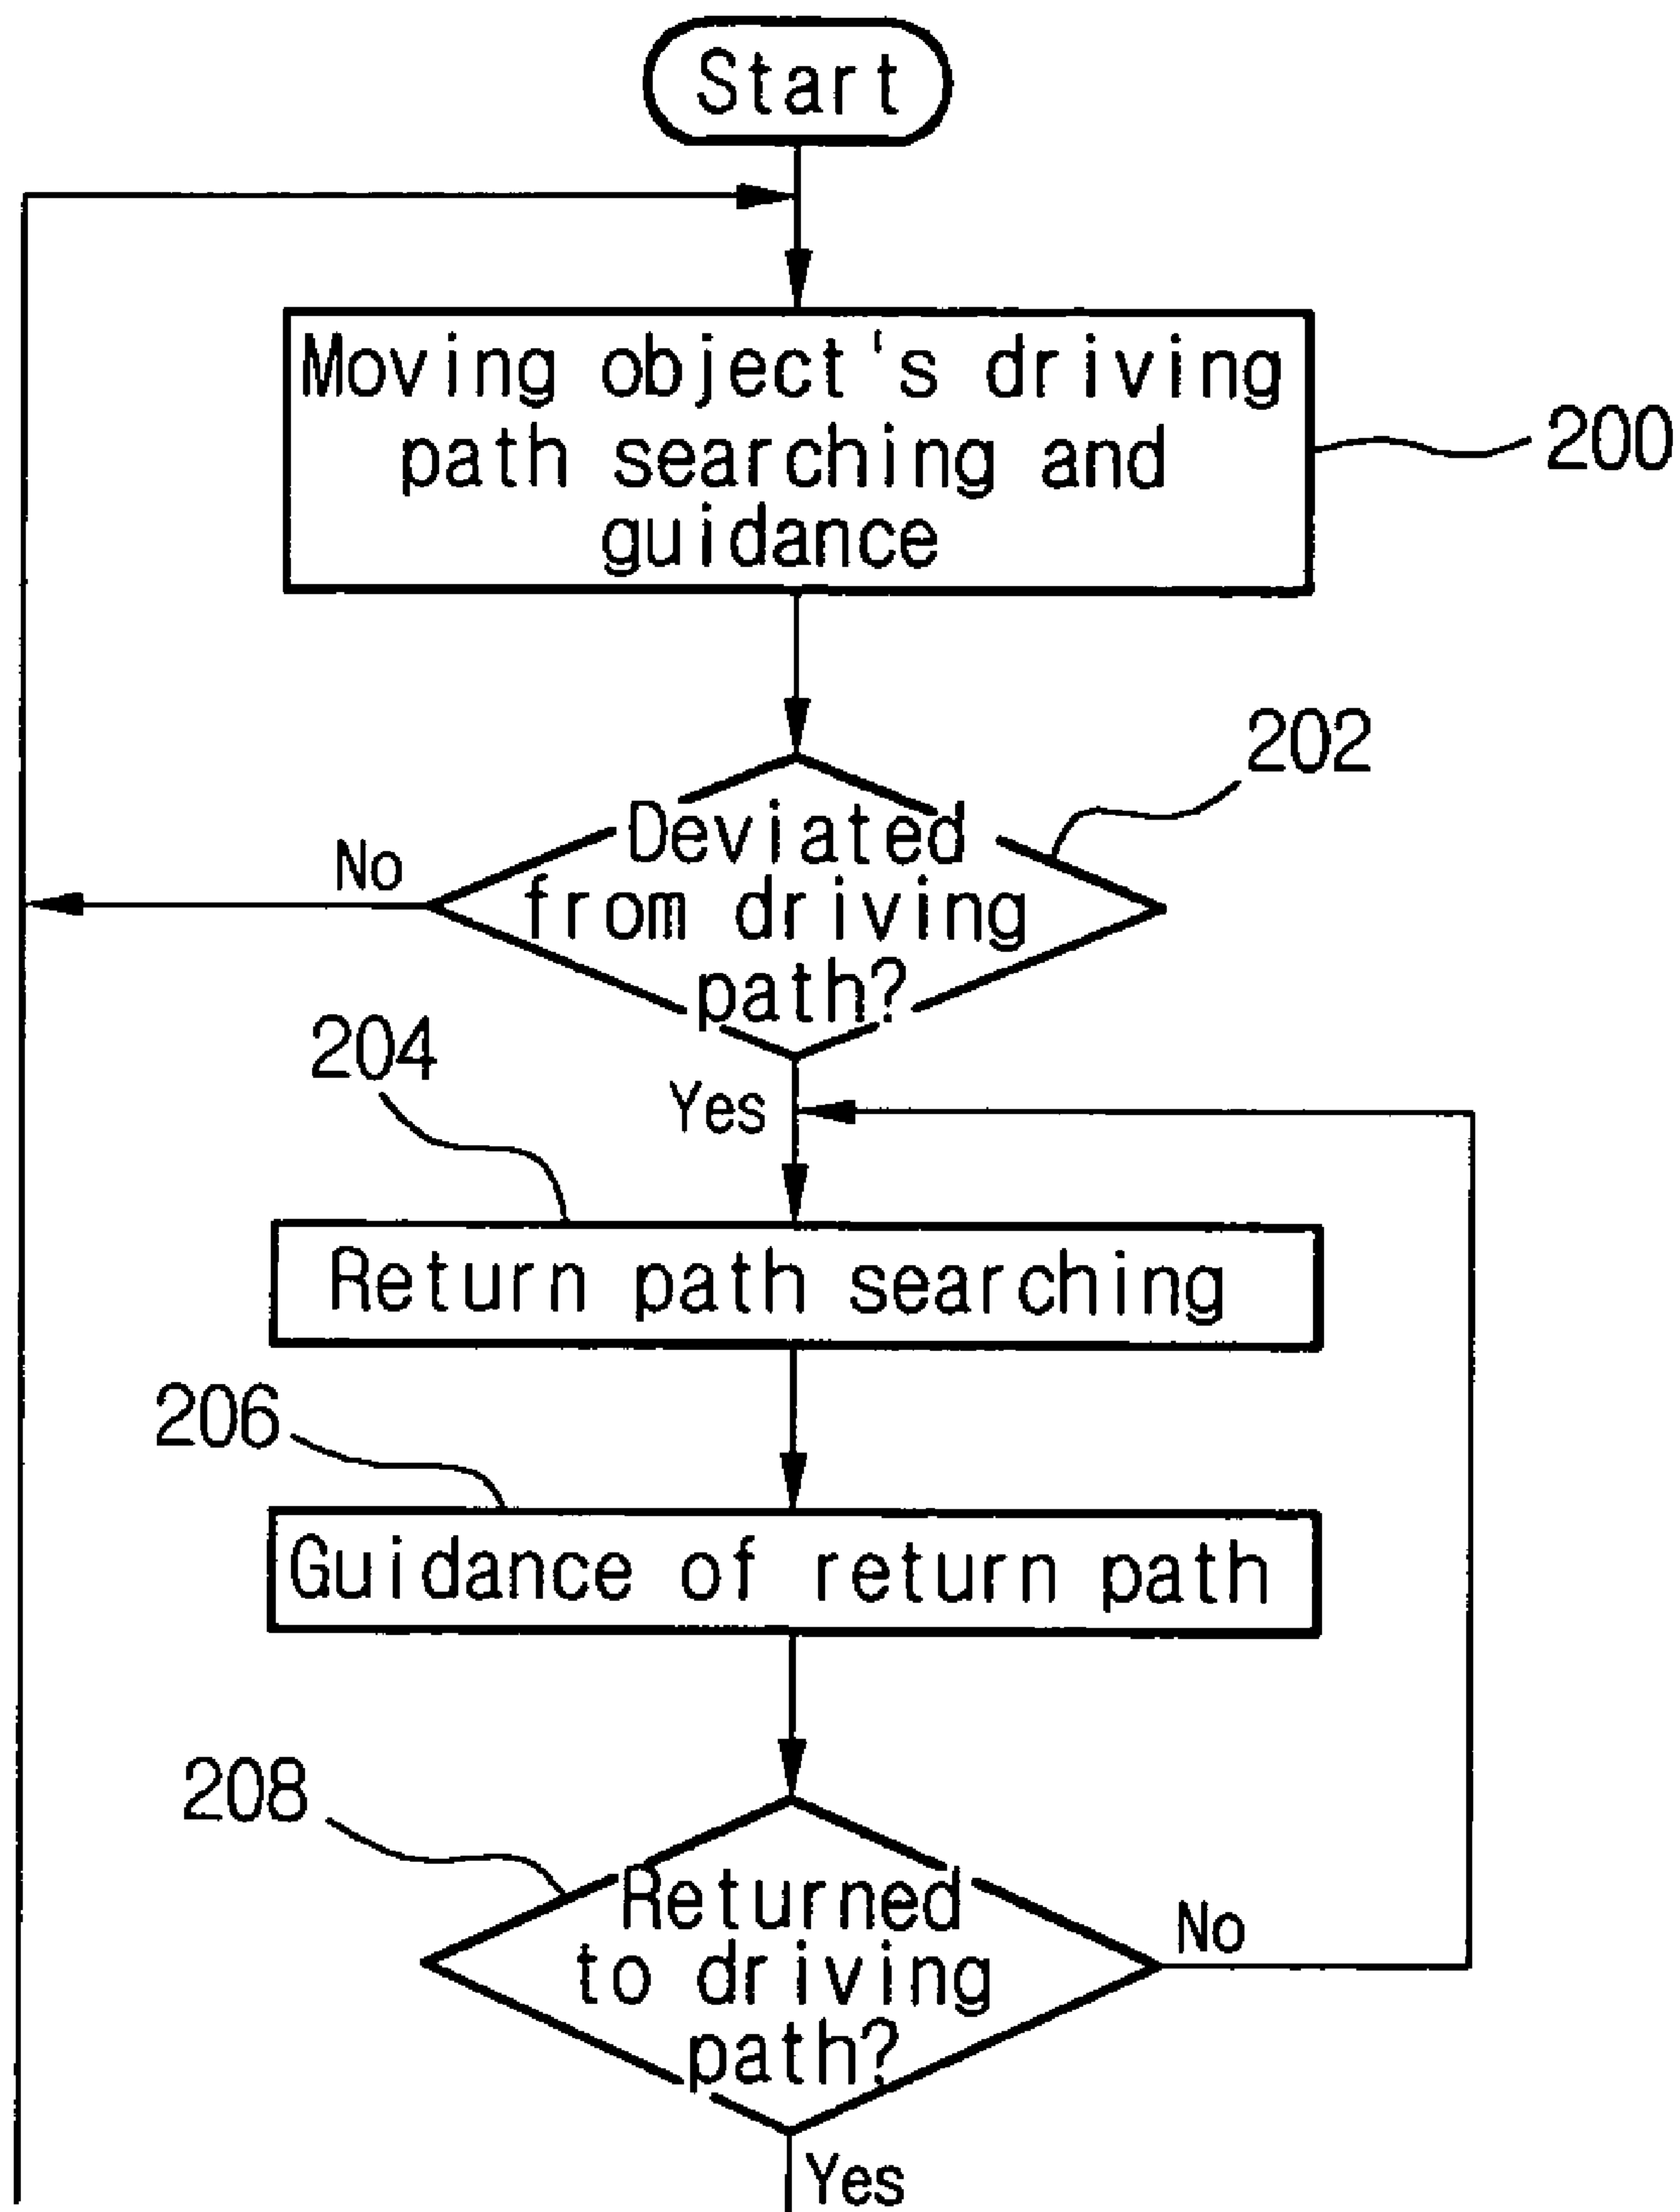 Start
Moving object's driving
path searching and
guidance
200
202
Deviated
from driving
path?
No
Yes
204
Return path searching
206
Guidance of return path
208
Returned
to driving
path?
No
Yes